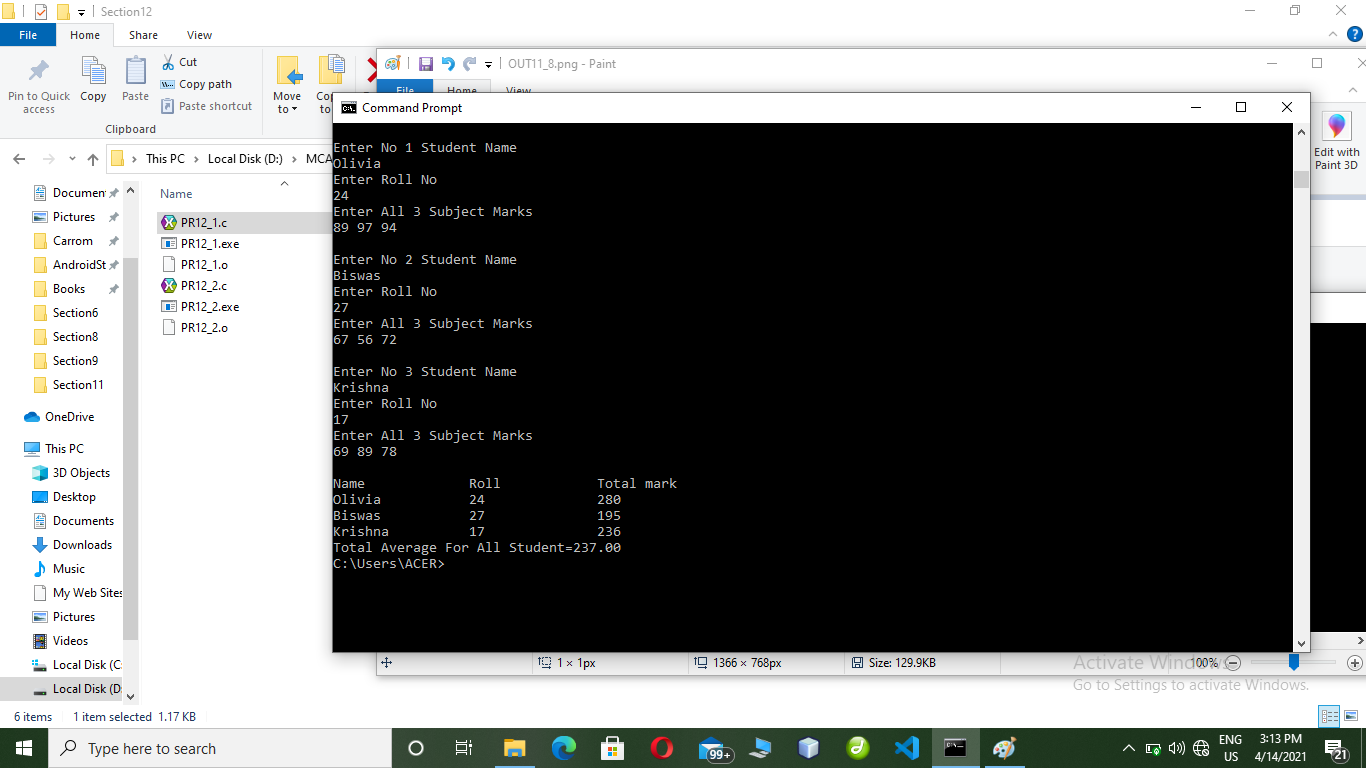 Section12
File Home Share View
Pin to Quick access
Copy
Paste
Cut
Copy path
Paste shortcut
Move to
Clipboard
This PC > Local Disk (D:) > MCA
Name
Pictures
Carrom
AndroidSt
Books
Section6
Section8
Section9
Section11
OneDrive
This PC
3D Objects
Desktop
Documents
Downloads
Music
My Web Sites
Pictures
Videos
Local Disk (C
Local Disk (D
PR12_1.c
PR12_1.exe
PR12_1.o
PR12_2.c
PR12_2.exe
PR12_2.o
6 items 1 item selected 1.17 KB
OUT11_8.png - Paint
File Home View
Edit with
Paint 3D
Command Prompt
Enter No 1 Student Name
Olivia
Enter Roll No
24
Enter All 3 Subject Marks
89 97 94
Enter No 2 Student Name
Biswas
Enter Roll No
27
Enter All 3 Subject Marks
67 56 72
Enter No 3 Student Name
Krishna
Enter Roll No
17
Enter All 3 Subject Marks
69 89 78
Name Roll Total mark
Olivia 24 280
Biswas 27 195
Krishna 17 236
Total Average For All Student=237.00
C:\Users\ACER>
1 × 1px
1366 × 768px
Size: 129.9KB
100%
Activate Windows
Go to Settings to activate Windows.
Type here to search
99+
ENG
US
3:13 PM
4/14/2021
21